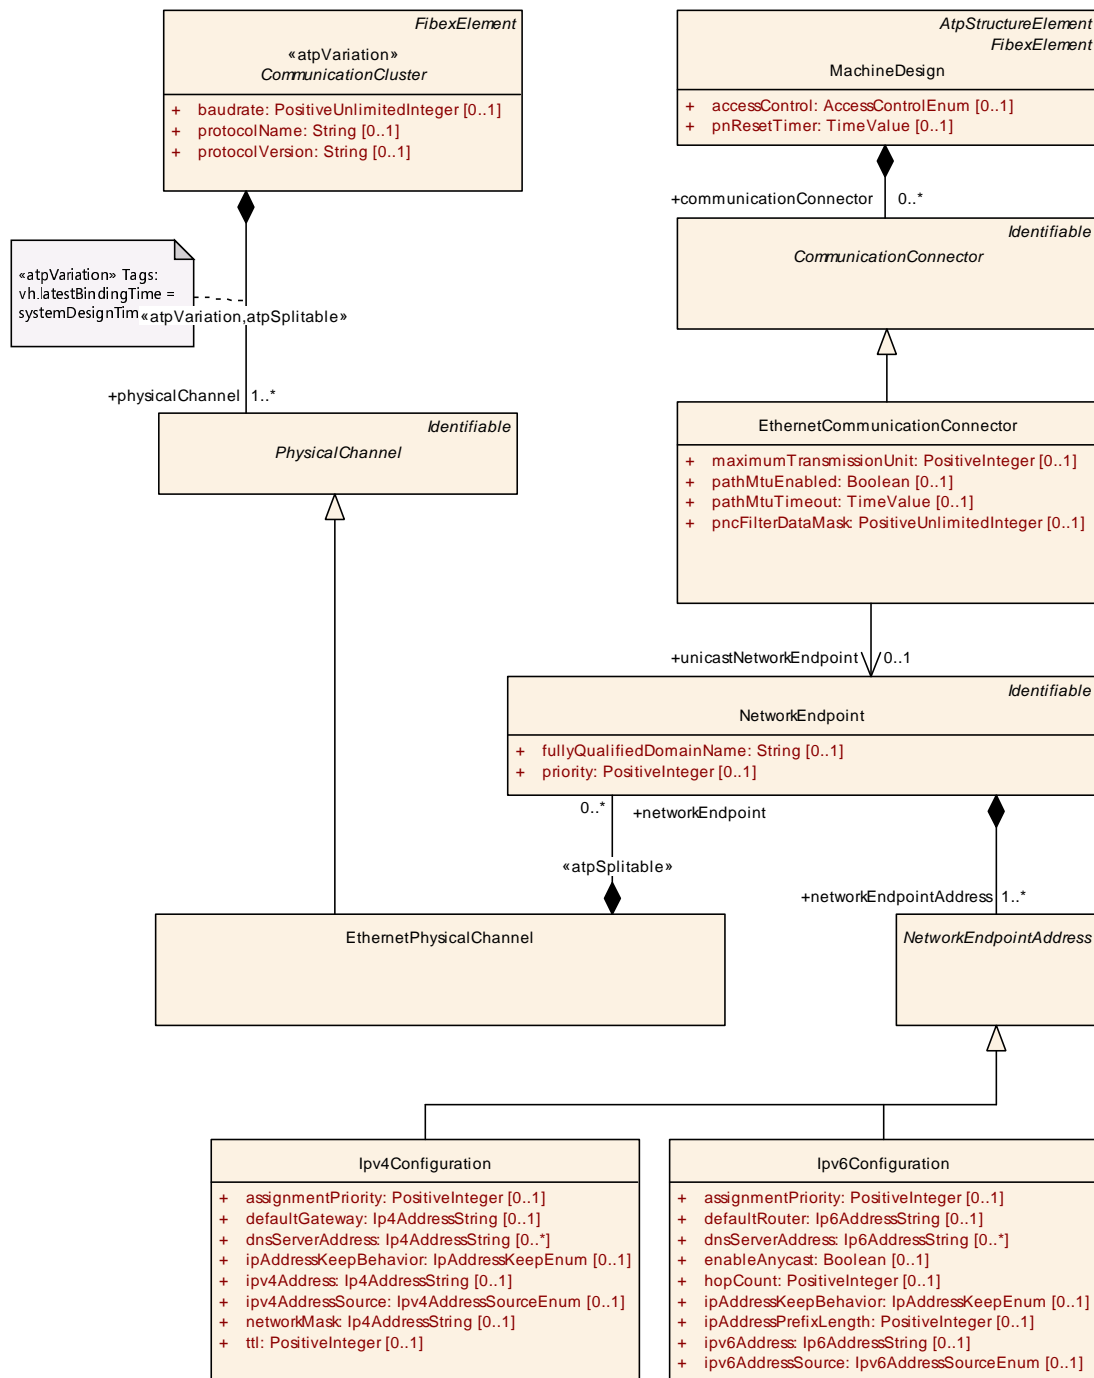 FibexElement
«atpVariation»
CommunicationCluster
+ baudrate: PositiveUnlimitedInteger [0..1]
+ protocolName: String [0..1]
+ protocolVersion: String [0..1]
AtpStructureElement
FibexElement
MachineDesign
+ accessControl: AccessControlEnum [0..1]
+ pnResetTimer: TimeValue [0..1]
+communicationConnector 0..*
Identifiable
CommunicationConnector
«atpVariation» Tags:
vh.latestBindingTime =
systemDesignTim
«atpVariation,atpSplitable»
+physicalChannel 1..*
Identifiable
PhysicalChannel
EthernetCommunicationConnector
+ maximumTransmissionUnit: PositiveInteger [0..1]
+ pathMtuEnabled: Boolean [0..1]
+ pathMtuTimeout: TimeValue [0..1]
+ pncFilterDataMask: PositiveUnlimitedInteger [0..1]
+unicastNetworkEndpoint 0..1
Identifiable
NetworkEndpoint
+ fullyQualifiedDomainName: String [0..1]
+ priority: PositiveInteger [0..1]
0..* +networkEndpoint
«atpSplitable»
+networkEndpointAddress 1..*
EthernetPhysicalChannel
NetworkEndpointAddress
Ipv4Configuration
+ assignmentPriority: PositiveInteger [0..1]
+ defaultGateway: Ip4AddressString [0..1]
+ dnsServerAddress: Ip4AddressString [0..*]
+ ipAddressKeepBehavior: IpAddressKeepEnum [0..1]
+ ipv4Address: Ip4AddressString [0..1]
+ ipv4AddressSource: Ipv4AddressSourceEnum [0..1]
+ networkMask: Ip4AddressString [0..1]
+ ttl: PositiveInteger [0..1]
Ipv6Configuration
+ assignmentPriority: PositiveInteger [0..1]
+ defaultRouter: Ip6AddressString [0..1]
+ dnsServerAddress: Ip6AddressString [0..*]
+ enableAnycast: Boolean [0..1]
+ hopCount: PositiveInteger [0..1]
+ ipAddressKeepBehavior: IpAddressKeepEnum [0..1]
+ ipAddressPrefixLength: PositiveInteger [0..1]
+ ipv6Address: Ip6AddressString [0..1]
+ ipv6AddressSource: Ipv6AddressSourceEnum [0..1]